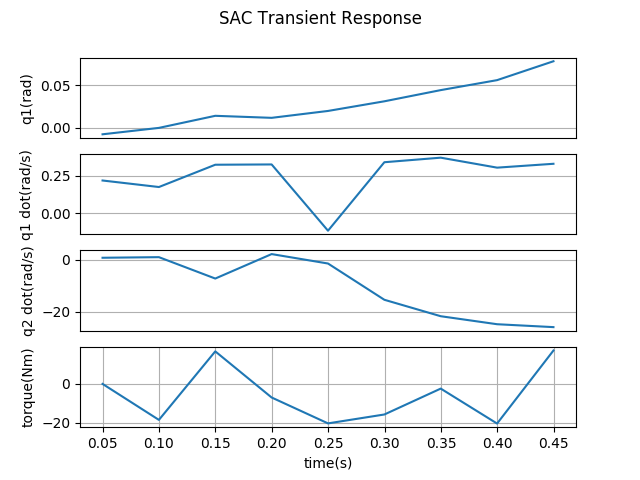 SAC Transient Response
q1(rad)
0.05
0.00
q1 dot(rad/s)
0.25
0.00
q2 dot(rad/s)
0
−20
torque(Nm)
0
−20
0.05 0.10 0.15 0.20 0.25 0.30 0.35 0.40 0.45
time(s)